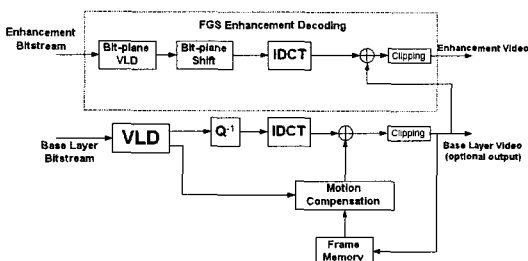 FGS Enhancement Decoding
Enhancement
Bitstream
Bit-plane
VLD
Bit-plane
Shift
IDCT
Clipping
Enhancement Video
Base Layer
Bitstream
VLD
Q-1
IDCT
Clipping
Base Layer Video
(optional output)
Motion
Compensation
Frame
Memory